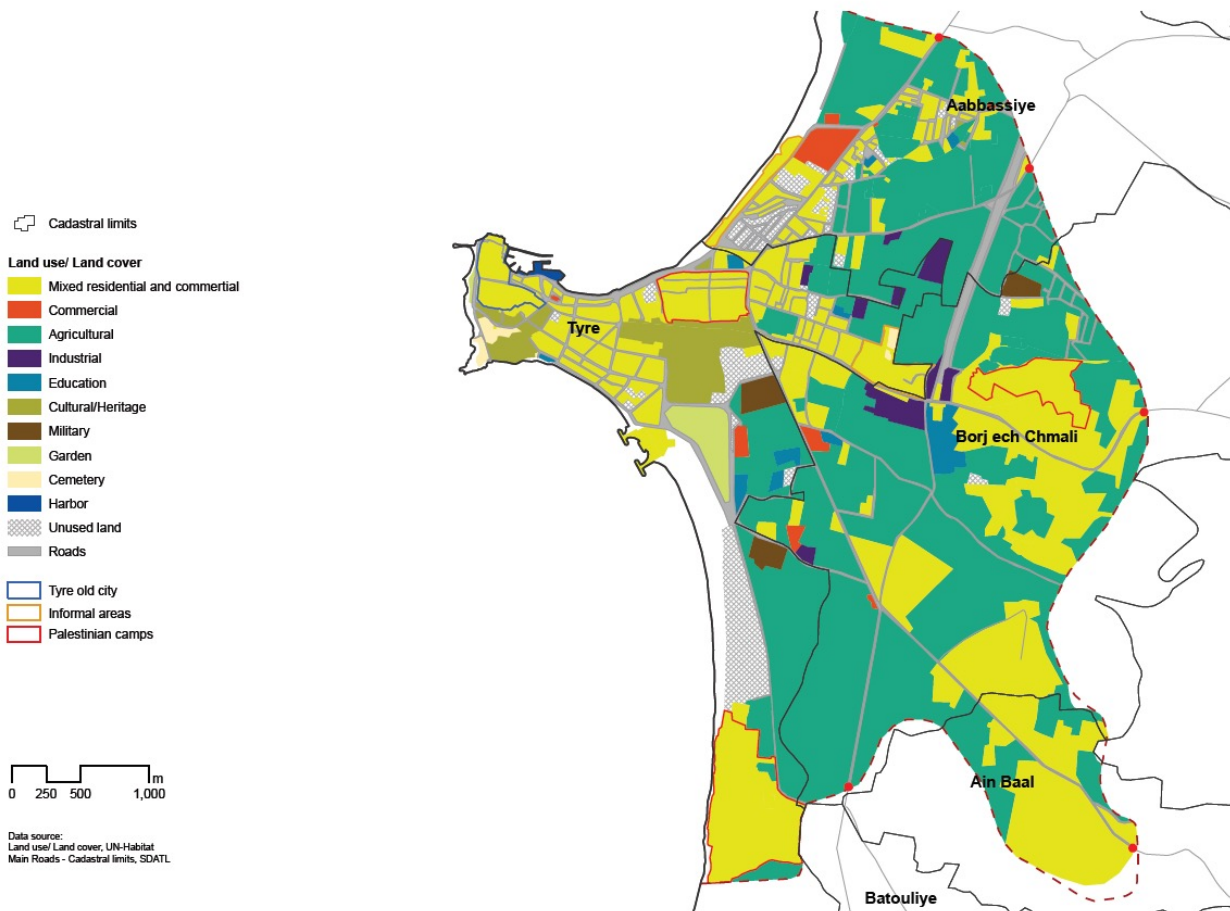 Cadastral limits
Land use/ Land cover
Mixed residential and commertial
Commercial
Agricultural
Industrial
Education
Cultural/Heritage
Military
Garden
Cemetery
Harbor
Unused land
Roads
Tyre old city
Informal areas
Palestinian camps
m
0 250 500 1,000
Data source:
Land use/ Land cover, UN-Habitat
Main Roads - Cadastral limits, SDATL
Aabbassiye
Tyre
Borj ech Chmali
Ain Baal
Batouliye